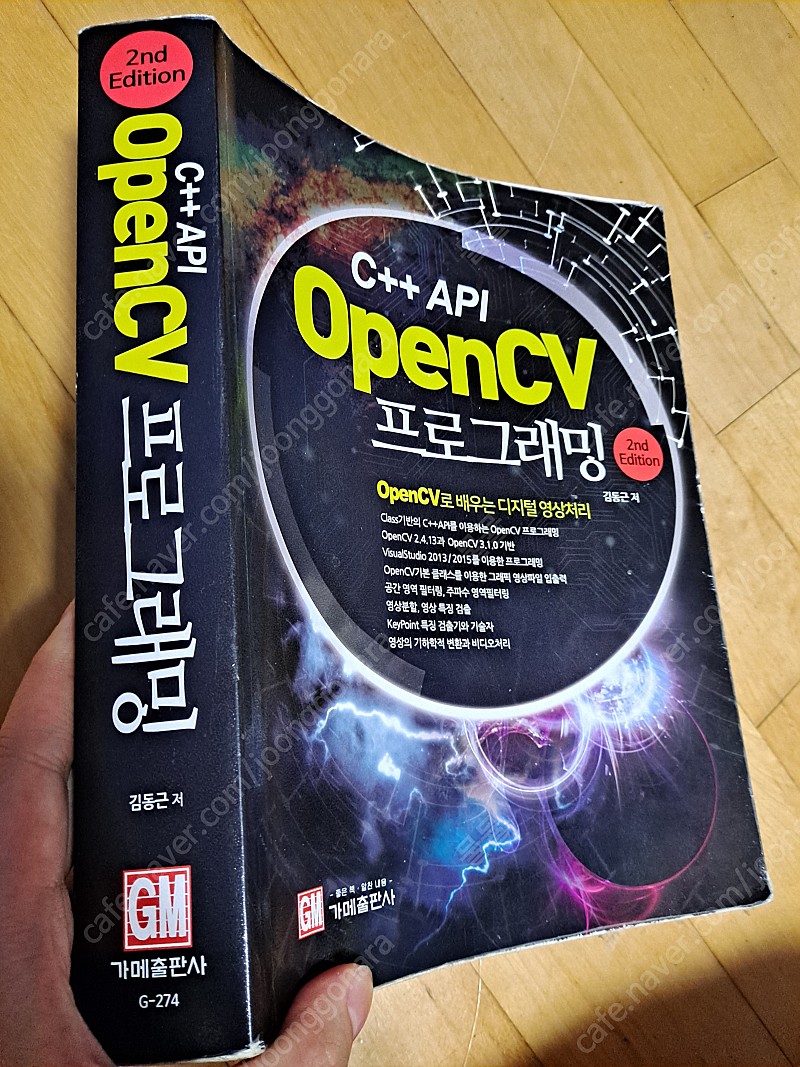 2nd
Edition
C++ API
OpenCV
프로그래밍
김동근 저
GM
가메출판사
G-274
C++ API
OpenCV
프로그래밍
2nd
Edition
김동근 저
OpenCV로 배우는 디지털 영상처리
Class기반의 C++API를 이용하는 OpenCV 프로그래밍
OpenCV 2.4.13과 OpenCV 3.1.0 기반
VisualStudio 2013 / 2015를 이용한 프로그래밍
OpenCV기본 클래스를 이용한 그래픽 영상파일 입출력
공간 영역 필터링, 주파수 영역필터링
영상분할, 영상 특징 검출
KeyPoint 특징 검출기와 기술자
영상의 기하학적 변환과 비디오처리
GM
- 좋은 책 · 알찬 내용 -
가메출판사
cafe.naver.com/joonggonara